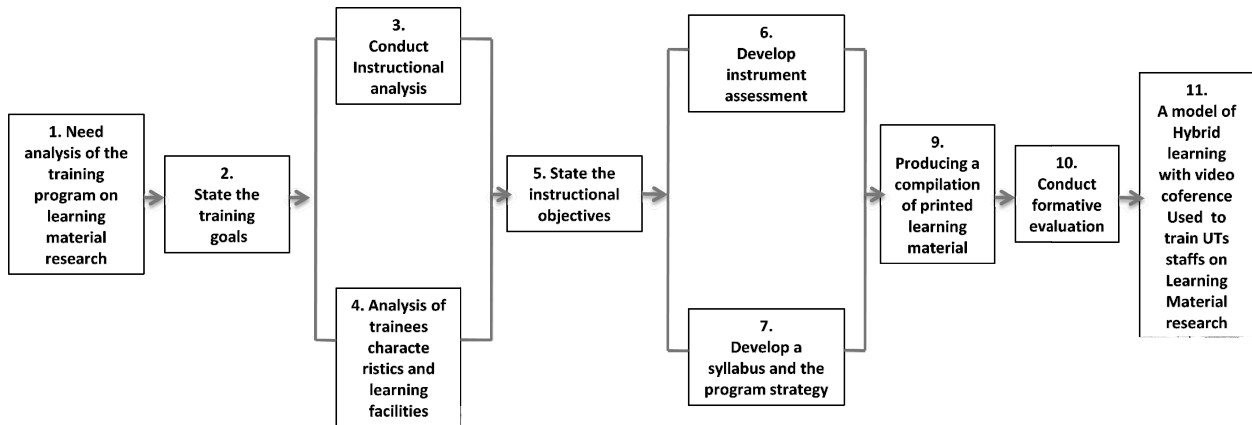 1. Need
analysis of the
training
program on
learning
material
research
2.
State the
training
goals
3.
Conduct
Instructional
analysis
4. Analysis of
trainees
characte
ristics and
learning
facilities
5. State the
instructional
objectives
6.
Develop
instrument
assessment
7.
Develop a
syllabus and the
program strategy
9.
Producing a
compilation
of printed
learning
material
10.
Conduct
formative
evaluation
11.
A model of
Hybrid
learning
with video
coference
Used to
train UTs
staffs on
Learning
Material
research